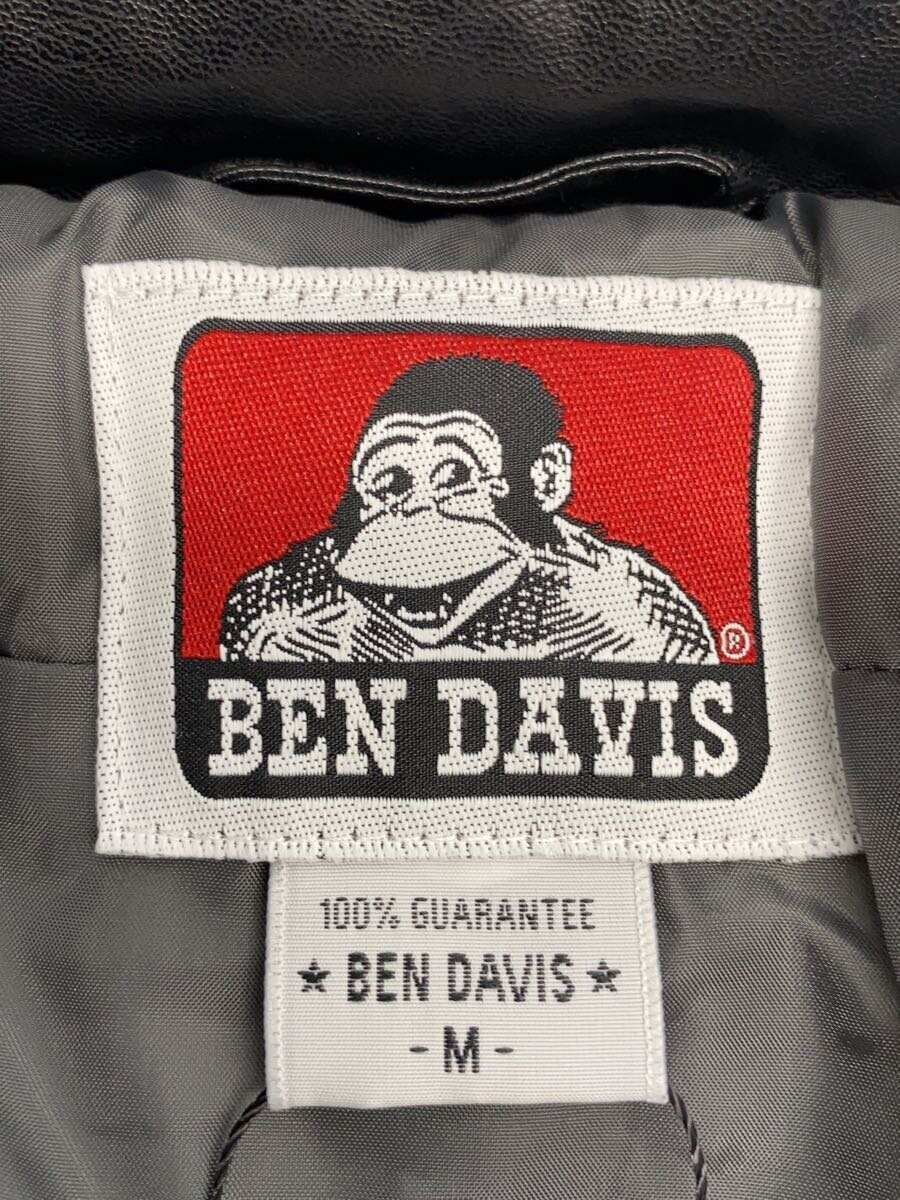 ®
BEN DAVIS
100% GUARANTEE
★ BEN DAVIS ★
- M -